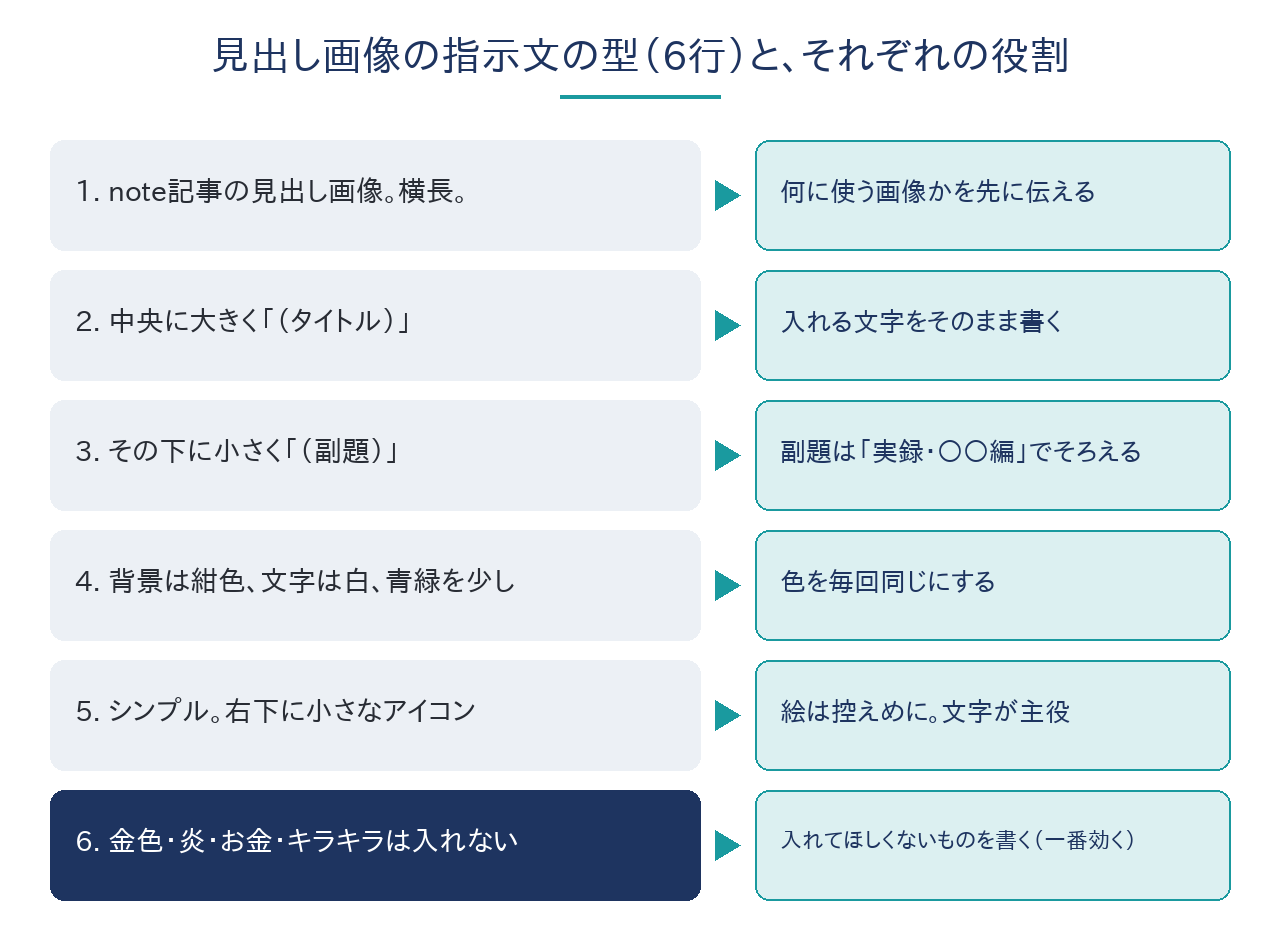 見出し画像の指示文の型(6行)と、それぞれの役割
1. note記事の見出し画像。横長。
何に使う画像かを先に伝える
2. 中央に大きく「(タイトル)」
入れる文字をそのまま書く
3. その下に小さく「(副題)」
副題は「実録・〇〇編」でそろえる
4. 背景は紺色、文字は白、青緑を少し
色を毎回同じにする
5. シンプル。右下に小さなアイコン
絵は控えめに。文字が主役
6. 金色・炎・お金・キラキラは入れない
入れてほしくないものを書く(一番効く)